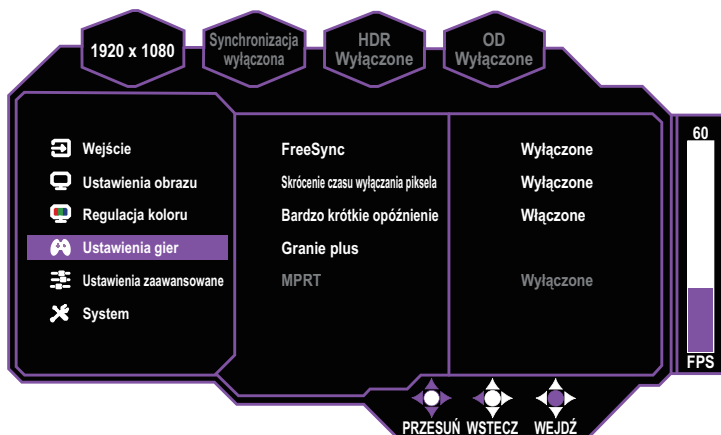 1920 x 1080
Synchronizacja
wyłączona
HDR
Wyłączone
OD
Wyłączone
60
Wejście
Ustawienia obrazu
Regulacja koloru
Ustawienia gier
Ustawienia zaawansowane
System
FreeSync Wyłączone
Skrócenie czasu wyłączania piksela Wyłączone
Bardzo krótkie opóźnienie Włączone
Granie plus
MPRT Wyłączone
FPS
PRZESUŃ WSTECZ WEJDŹ